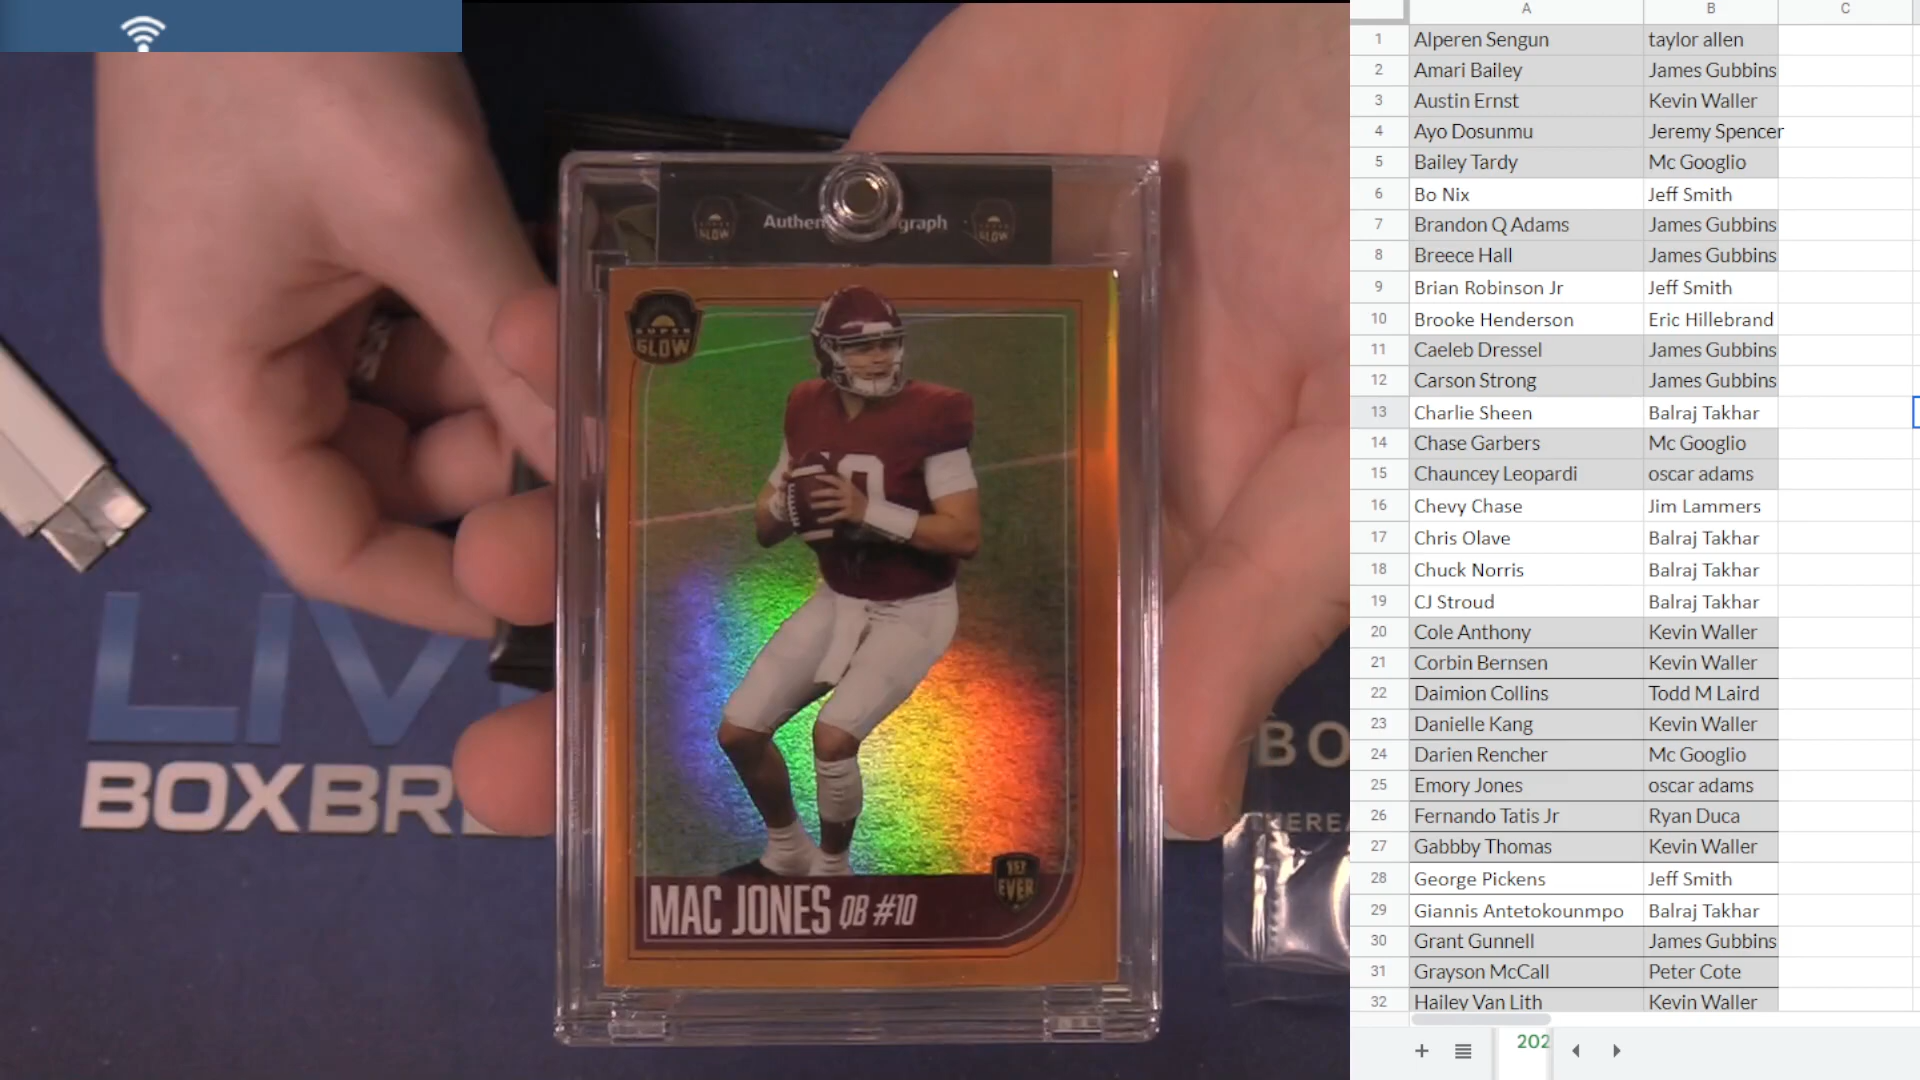 Authen graph
SUPER
GLOW
GLOW
GLOW
10
1ST
EVER
MAC JONES QB #10
LIV
BOXBRE
BO
HERE
A B C
1 Alperen Sengun taylor allen
2 Amari Bailey James Gubbins
3 Austin Ernst Kevin Waller
4 Ayo Dosunmu Jeremy Spencer
5 Bailey Tardy Mc Googlio
6 Bo Nix Jeff Smith
7 Brandon Q Adams James Gubbins
8 Breece Hall James Gubbins
9 Brian Robinson Jr Jeff Smith
10 Brooke Henderson Eric Hillebrand
11 Caeleb Dressel James Gubbins
12 Carson Strong James Gubbins
13 Charlie Sheen Balraj Takhar
14 Chase Garbers Mc Googlio
15 Chauncey Leopardi oscar adams
16 Chevy Chase Jim Lammers
17 Chris Olave Balraj Takhar
18 Chuck Norris Balraj Takhar
19 CJ Stroud Balraj Takhar
20 Cole Anthony Kevin Waller
21 Corbin Bernsen Kevin Waller
22 Daimion Collins Todd M Laird
23 Danielle Kang Kevin Waller
24 Darien Rencher Mc Googlio
25 Emory Jones oscar adams
26 Fernando Tatis Jr Ryan Duca
27 Gabbby Thomas Kevin Waller
28 George Pickens Jeff Smith
29 Giannis Antetokounmpo Balraj Takhar
30 Grant Gunnell James Gubbins
31 Grayson McCall Peter Cote
32 Hailey Van Lith Kevin Waller
202